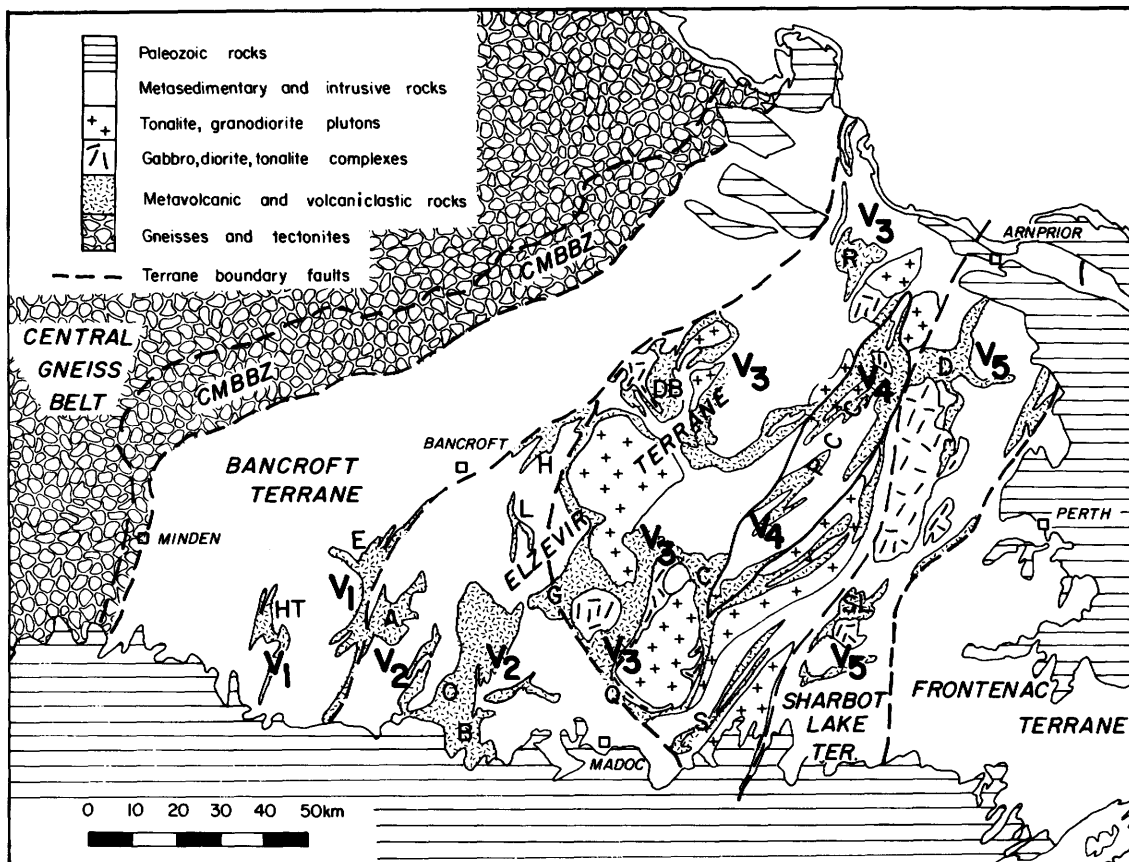 Paleozoic rocks
Metasedimentary and intrusive rocks
Tonalite, granodiorite plutons
Gabbro, diorite, tonalite complexes
Metavolcanic and volcaniclastic rocks
Gneisses and tectonites
Terrane boundary faults
CENTRAL
GNEISS
BELT
CMBBZ
CMBBZ
V3
ARNPRIOR
R
V3
DB
V4
D
V5
TERRANE
BANCROFT
BANCROFT
TERRANE
H
P C
C
MINDEN
L
ELZEVIR
V3
V4
PERTH
E
V1
HT
A
G
C
SL
V1
V2
O
V2
V3
V5
B
Q
S
SHARBOT
LAKE
TER.
FRONTENAC
TERRANE
MADOC
0 10 20 30 40 50km